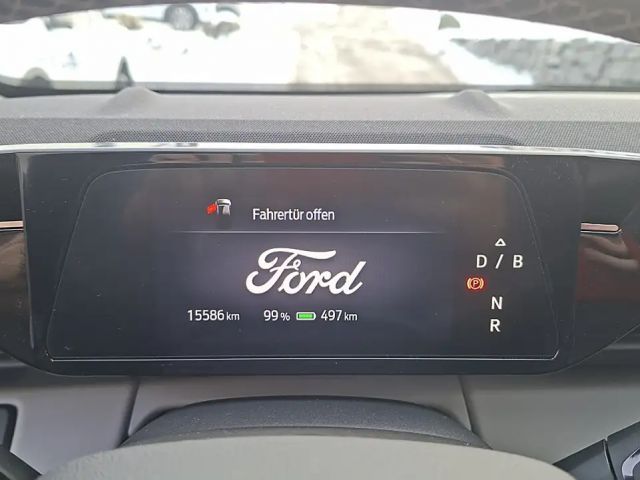 Fahrertür offen
Ford
15586 km 99 % 497 km
D / B
P
N
R